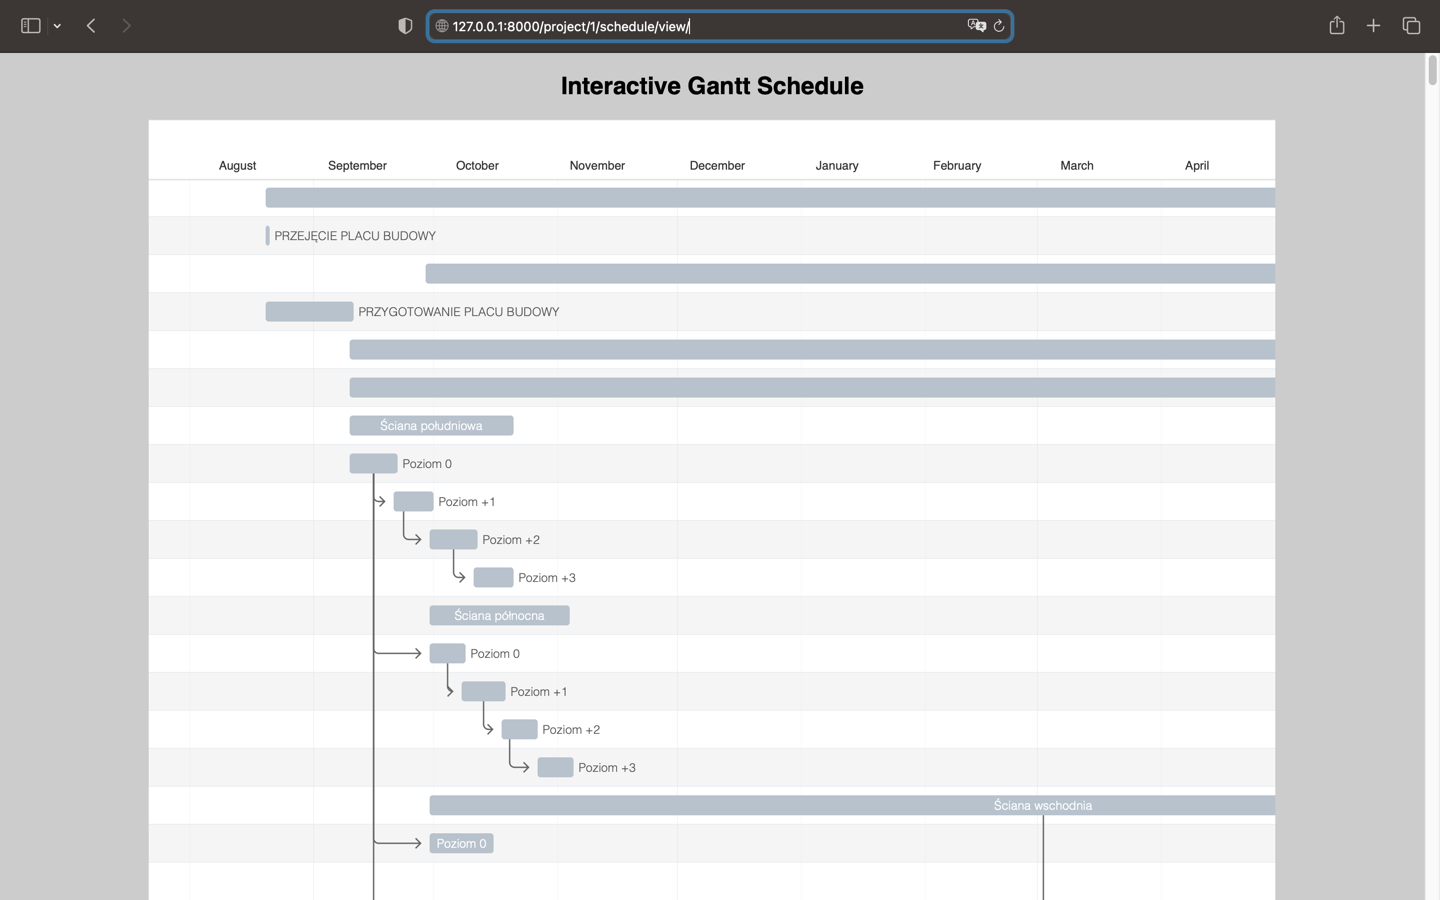 127.0.0.1:8000/project/1/schedule/view/
Interactive Gantt Schedule
August September October November December January February March April
PRZEJĘCIE PLACU BUDOWY
PRZYGOTOWANIE PLACU BUDOWY
Ściana południowa
Poziom 0
Poziom +1
Poziom +2
Poziom +3
Ściana północna
Poziom 0
Poziom +1
Poziom +2
Poziom +3
Ściana wschodnia
Poziom 0